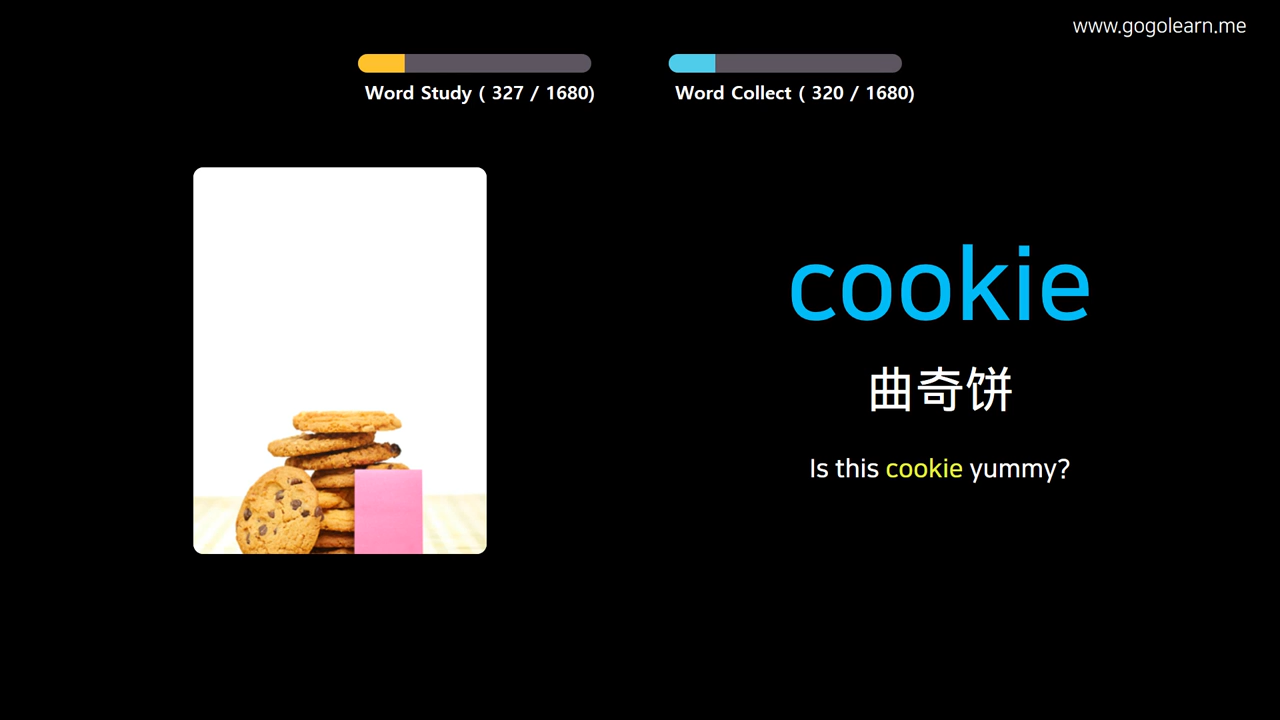 www.gogolearn.me
Word Study ( 327 / 1680)
Word Collect ( 320 / 1680)
cookie
曲奇饼
Is this cookie yummy?